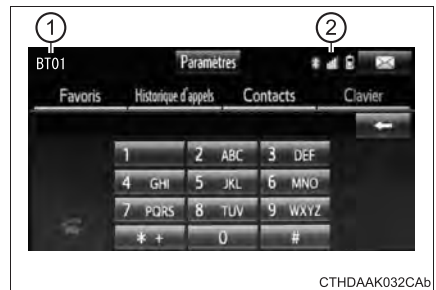 1 2
BT01 Paramètres
Favoris Historique d'appels Contacts Clavier
1 2 ABC 3 DEF
4 GHI 5 JKL 6 MNO
7 PQRS 8 TUV 9 WXYZ
* + 0 #
CTHDAAK032CAb